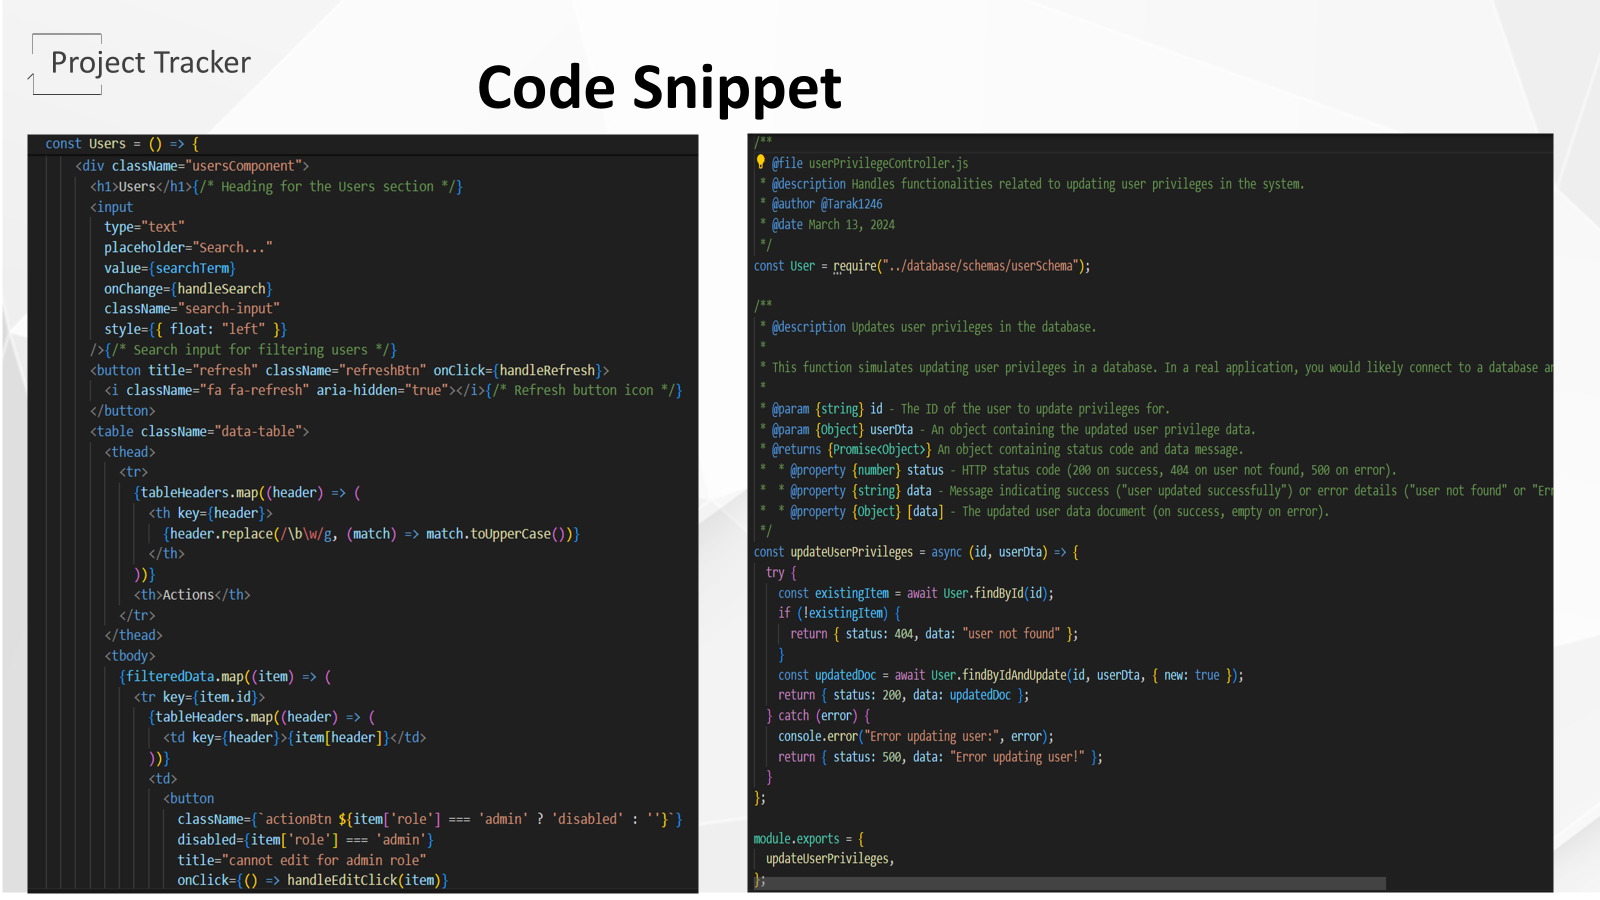 Project Tracker
Code Snippet
const Users = () => {
<div className="usersComponent">
<h1>Users</h1>{/* Heading for the Users section */}
<input
type="text"
placeholder="Search..."
value={searchTerm}
onChange={handleSearch}
className="search-input"
style={{ float: "left" }}
/>{/* Search input for filtering users */}
<button title="refresh" className="refreshBtn" onClick={handleRefresh}>
<i className="fa fa-refresh" aria-hidden="true"></i>{/* Refresh button icon */}
</button>
<table className="data-table">
<thead>
<tr>
{tableHeaders.map((header) => (
<th key={header}>
{header.replace(/\b\w/g, (match) => match.toUpperCase())}
</th>
))}
<th>Actions</th>
</tr>
</thead>
<tbody>
{filteredData.map((item) => (
<tr key={item.id}>
{tableHeaders.map((header) => (
<td key={header}>{item[header]}</td>
))}
<td>
<button
className={`actionBtn ${item['role'] === 'admin' ? 'disabled' : ''}`}
disabled={item['role'] === 'admin'}
title="cannot edit for admin role"
onClick={() => handleEditClick(item)}
/**
@file userPrivilegeController.js
* @description Handles functionalities related to updating user privileges in the system.
* @author @Tarak1246
* @date March 13, 2024
*/
const User = require("../database/schemas/userSchema");
/**
* @description Updates user privileges in the database.
*
* This function simulates updating user privileges in a database. In a real application, you would likely connect to a database
*
* @param {string} id - The ID of the user to update privileges for.
* @param {Object} userDta - An object containing the updated user privilege data.
* @returns {Promise<Object>} An object containing status code and data message.
* * @property {number} status - HTTP status code (200 on success, 404 on user not found, 500 on error).
* * @property {string} data - Message indicating success ("user updated successfully") or error details ("user not found" or
* * @property {Object} [data] - The updated user data document (on success, empty on error).
*/
const updateUserPrivileges = async (id, userDta) => {
try {
const existingItem = await User.findById(id);
if (!existingItem) {
return { status: 404, data: "user not found" };
}
const updatedDoc = await User.findByIdAndUpdate(id, userDta, { new: true });
return { status: 200, data: updatedDoc };
} catch (error) {
console.error("Error updating user:", error);
return { status: 500, data: "Error updating user!" };
}
};
module.exports = {
updateUserPrivileges,
};